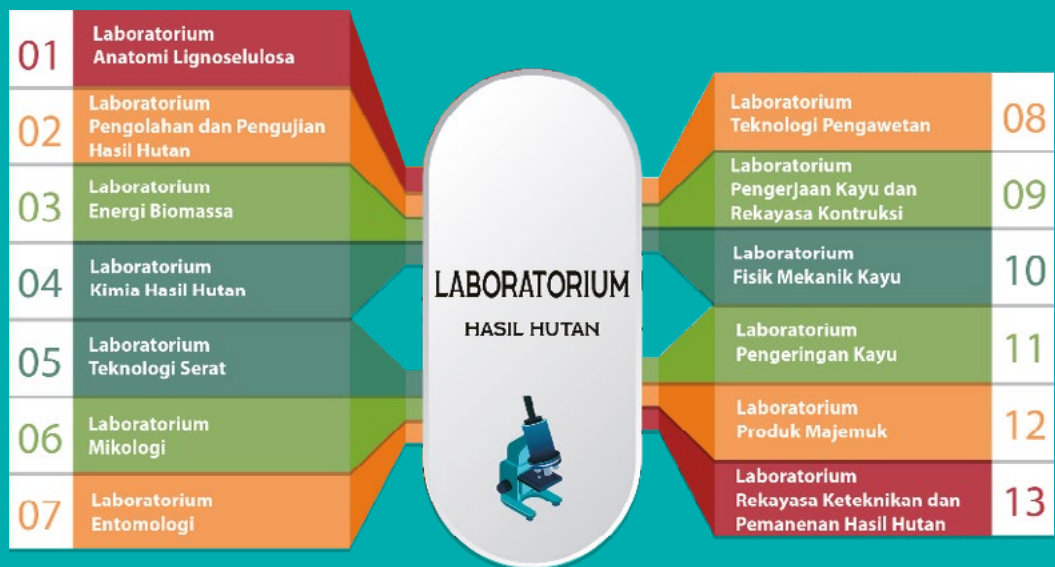 01
Laboratorium
Anatomi Lignoselulosa
02
Laboratorium
Pengolahan dan Pengujian
Hasil Hutan
03
Laboratorium
Energi Biomassa
04
Laboratorium
Kimia Hasil Hutan
05
Laboratorium
Teknologi Serat
06
Laboratorium
Mikologi
07
Laboratorium
Entomologi
LABORATORIUM
HASIL HUTAN
Laboratorium
Teknologi Pengawetan
08
Laboratorium
Pengerjaan Kayu dan
Rekayasa Kontruksi
09
Laboratorium
Fisik Mekanik Kayu
10
Laboratorium
Pengeringan Kayu
11
Laboratorium
Produk Majemuk
12
Laboratorium
Rekayasa Keteknikan dan
Pemanenan Hasil Hutan
13